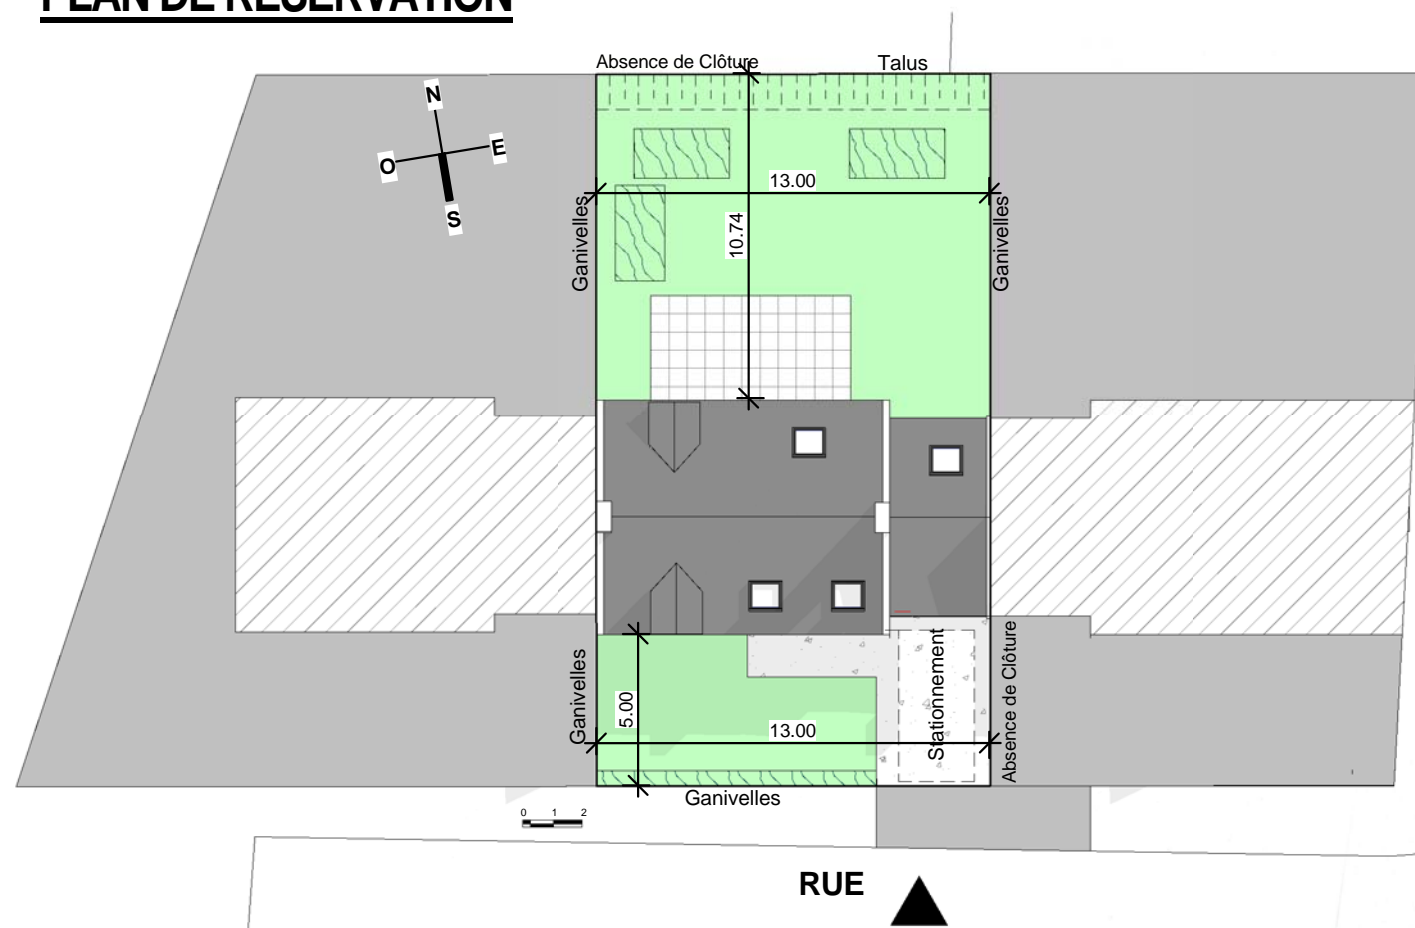 PLAN DE RESERVATION
Absence de Clôture
Talus
N
O
E
S
13.00
10.74
Ganivelles
Ganivelles
Ganivelles
5.00
13.00
Stationnement
Absence de Clôture
Ganivelles
0 1 2
RUE